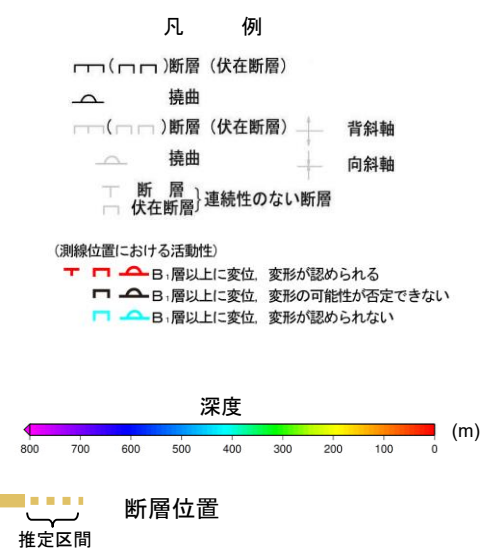 凡 例
( )断層（伏在断層）
撓曲
( )断層（伏在断層） 背斜軸
撓曲 向斜軸
断 層
伏在断層}連続性のない断層
（測線位置における活動性）
B₁層以上に変位，変形が認められる
B₁層以上に変位，変形の可能性が否定できない
B₁層以上に変位，変形が認められない
深度
(m)
800 700 600 500 400 300 200 100 0
断層位置
推定区間